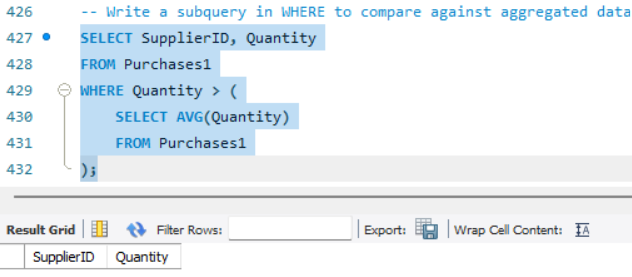 426 -- Write a subquery in WHERE to compare against aggregated data
427 SELECT SupplierID, Quantity
428 FROM Purchases1
429 WHERE Quantity > (
430 SELECT AVG(Quantity)
431 FROM Purchases1
432 );
Result Grid Filter Rows: Export: Wrap Cell Content: IA
SupplierID Quantity